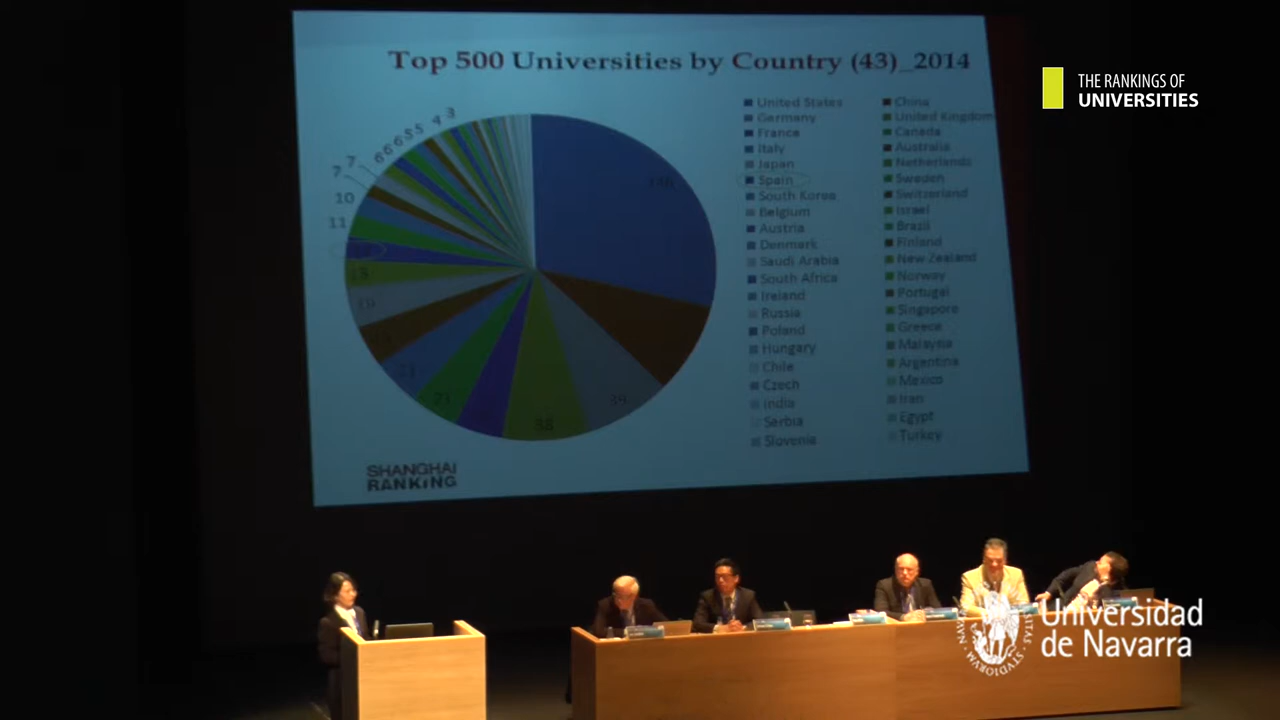 Top 500 Universities by Country (43)_2014
THE RANKINGS OF
UNIVERSITIES
United States
China
Germany
United Kingdom
France
Canada
Italy
Australia
Japan
Netherlands
Spain
Sweden
South Korea
Switzerland
Belgium
Israel
Austria
Brazil
Denmark
Finland
Saudi Arabia
New Zealand
South Africa
Norway
Ireland
Portugal
Russia
Singapore
Poland
Greece
Hungary
Malaysia
Chile
Argentina
Czech
Mexico
India
Iran
Serbia
Egypt
Slovenia
Turkey
3
4
5
5
6
6
6
7
7
10
11
13
19
21
38
39
SHANGHAI
RANKING
Universidad
de Navarra